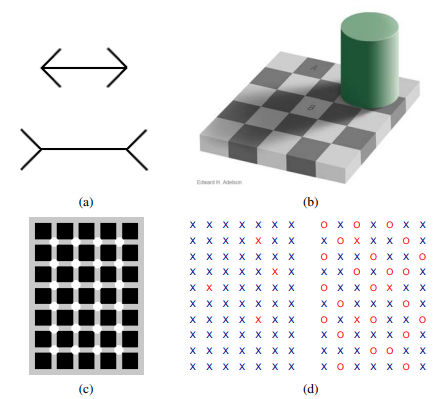 A
B
Edward H. Adelson
(a)
(b)
X X X X X X X O X O X O X X
X X X X X X X X O X X X O X
X X X X X X X X X X O X X O
X X X X X X X X X O X O O X
X X X X X X X O X X O X X O
X X X X X X X X O X X X O X
X X X X X X X O X X O X X O
X X X X X X X X O X X X O X
X X X X X X X X X X O O X X
X X X X X X X X O X X X O X
(c)
(d)